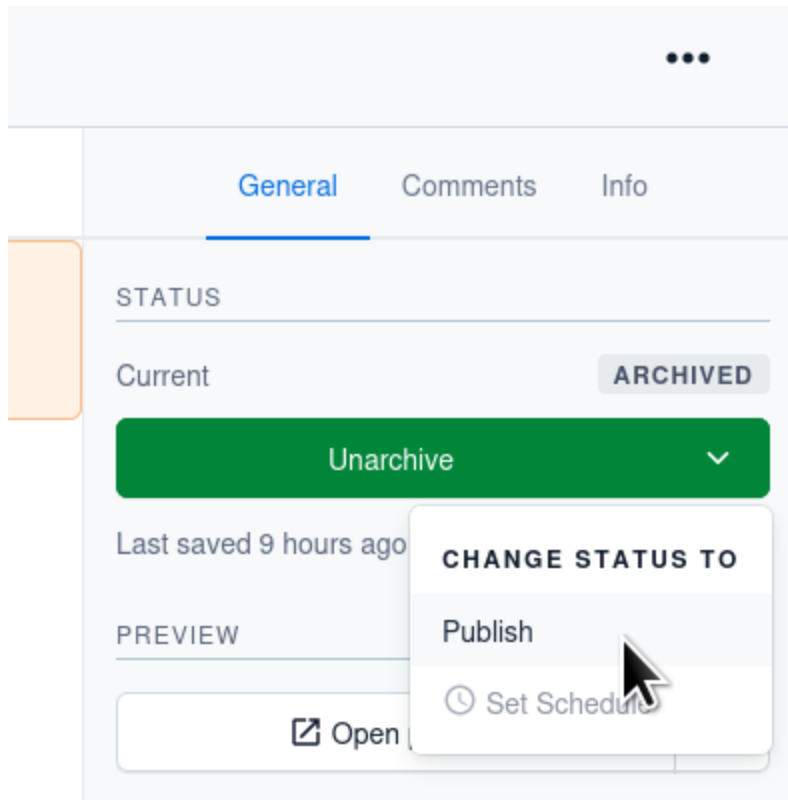 General Comments Info
STATUS
Current ARCHIVED
Unarchive
Last saved 9 hours ago
CHANGE STATUS TO
Publish
PREVIEW
Set Schedule
Open